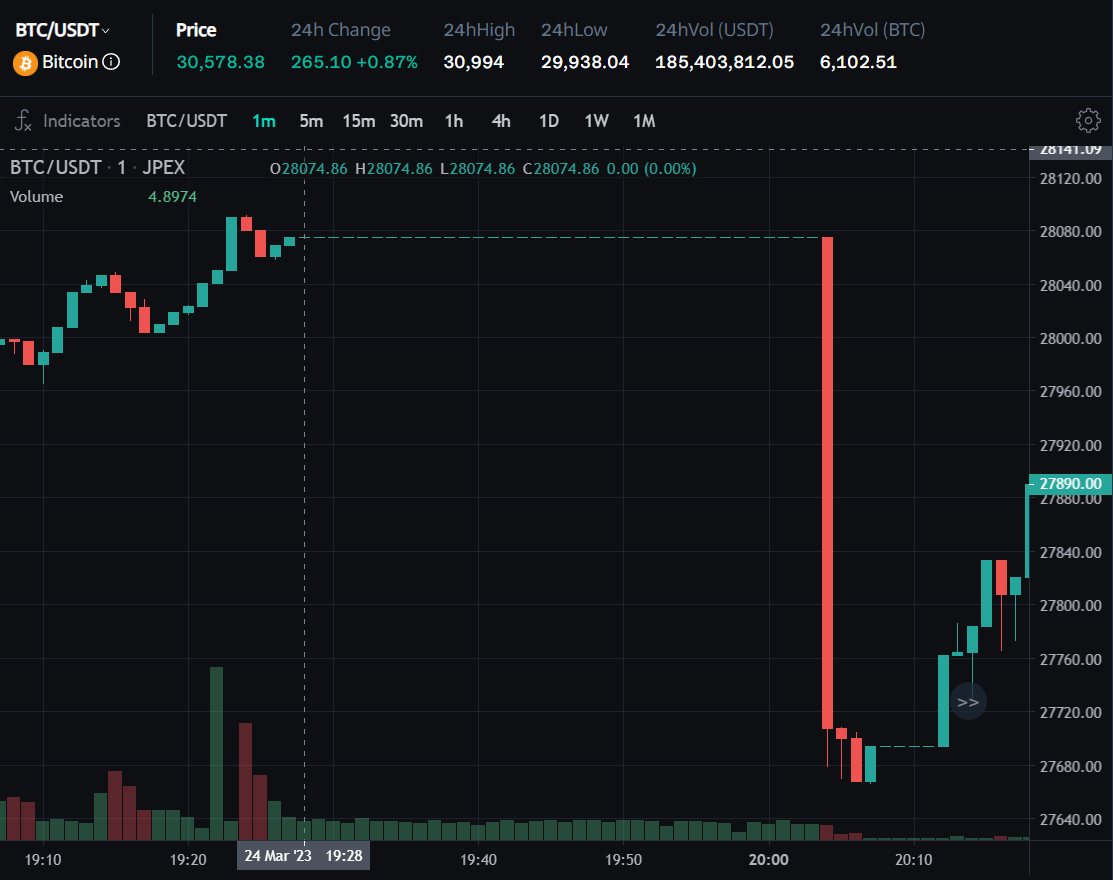 BTC/USDT Price 24h Change 24hHigh 24hLow 24hVol (USDT) 24hVol (BTC)
Bitcoin 30,578.38 265.10 +0.87% 30,994 29,938.04 185,403,812.05 6,102.51
Indicators BTC/USDT 1m 5m 15m 30m 1h 4h 1D 1W 1M
28141.09
BTC/USDT · 1 · JPEX O28074.86 H28074.86 L28074.86 C28074.86 0.00 (0.00%)
28120.00
Volume 4.8974
28080.00
28040.00
28000.00
27960.00
27920.00
27890.00
27880.00
27840.00
27800.00
27760.00
>>
27720.00
27680.00
27640.00
19:10 19:20 24 Mar '23 19:28 19:40 19:50 20:00 20:10